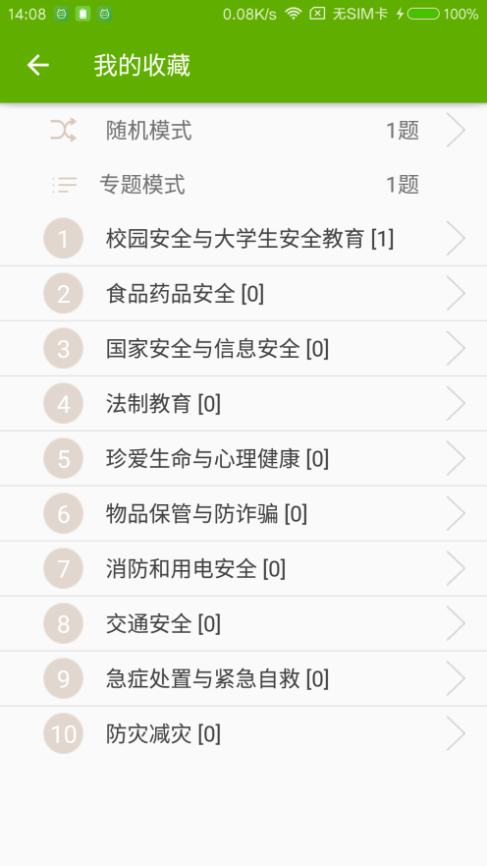 14:08 0.08K/s 无SIM卡 100%
我的收藏
随机模式 1题
专题模式 1题
1 校园安全与大学生安全教育 [1]
2 食品药品安全 [0]
3 国家安全与信息安全 [0]
4 法制教育 [0]
5 珍爱生命与心理健康 [0]
6 物品保管与防诈骗 [0]
7 消防和用电安全 [0]
8 交通安全 [0]
9 急症处置与紧急自救 [0]
10 防灾减灾 [0]